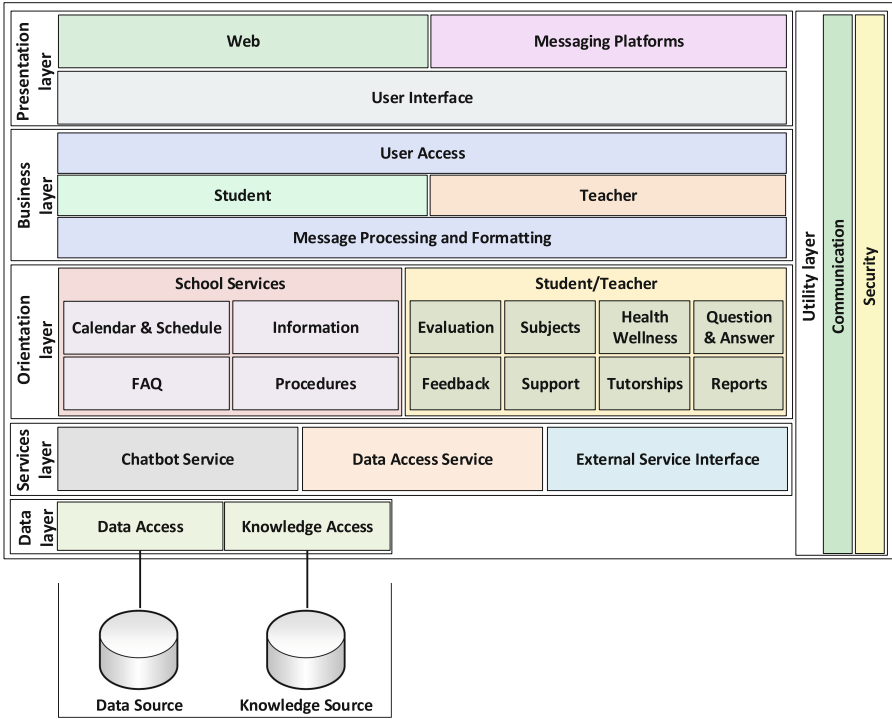 Presentation
layer
Web
Messaging Platforms
User Interface
Business
layer
User Access
Student
Teacher
Message Processing and Formatting
Orientation
layer
School Services
Calendar & Schedule
Information
FAQ
Procedures
Student/Teacher
Evaluation
Subjects
Health
Wellness
Question
& Answer
Feedback
Support
Tutorships
Reports
Services
layer
Chatbot Service
Data Access Service
External Service Interface
Data
layer
Data Access
Knowledge Access
Data Source
Knowledge Source
Utility layer
Communication
Security